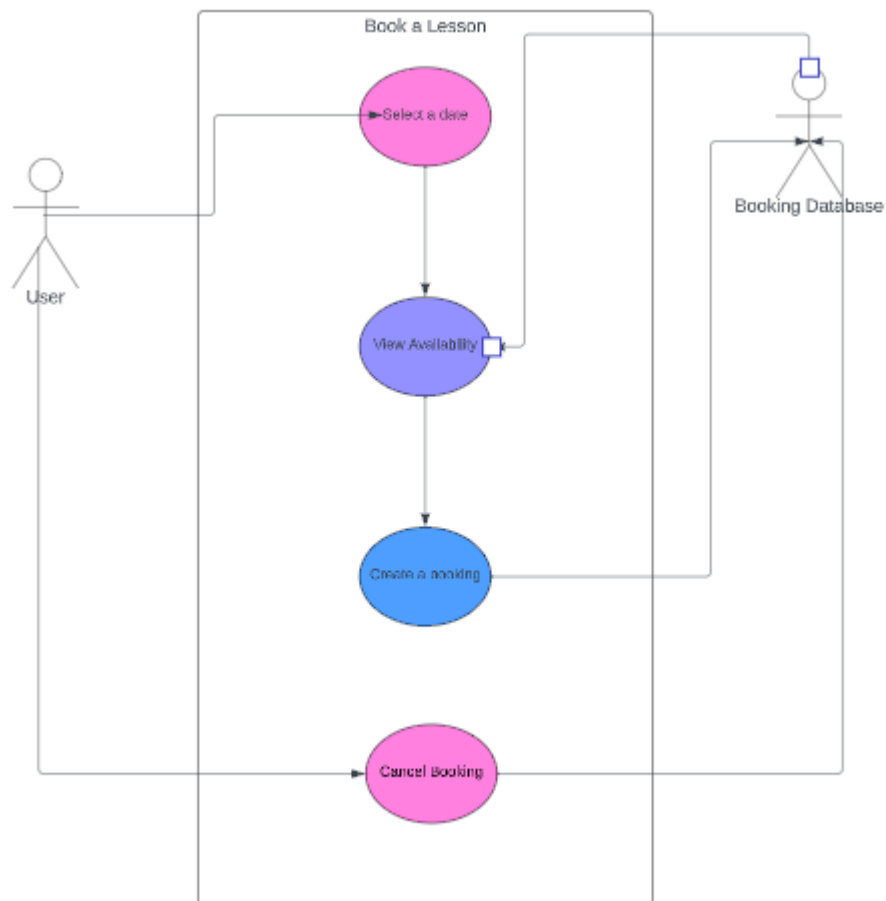 Book a Lesson
Select a date
Booking Database
User
View Availability
Create a booking
Cancel Booking